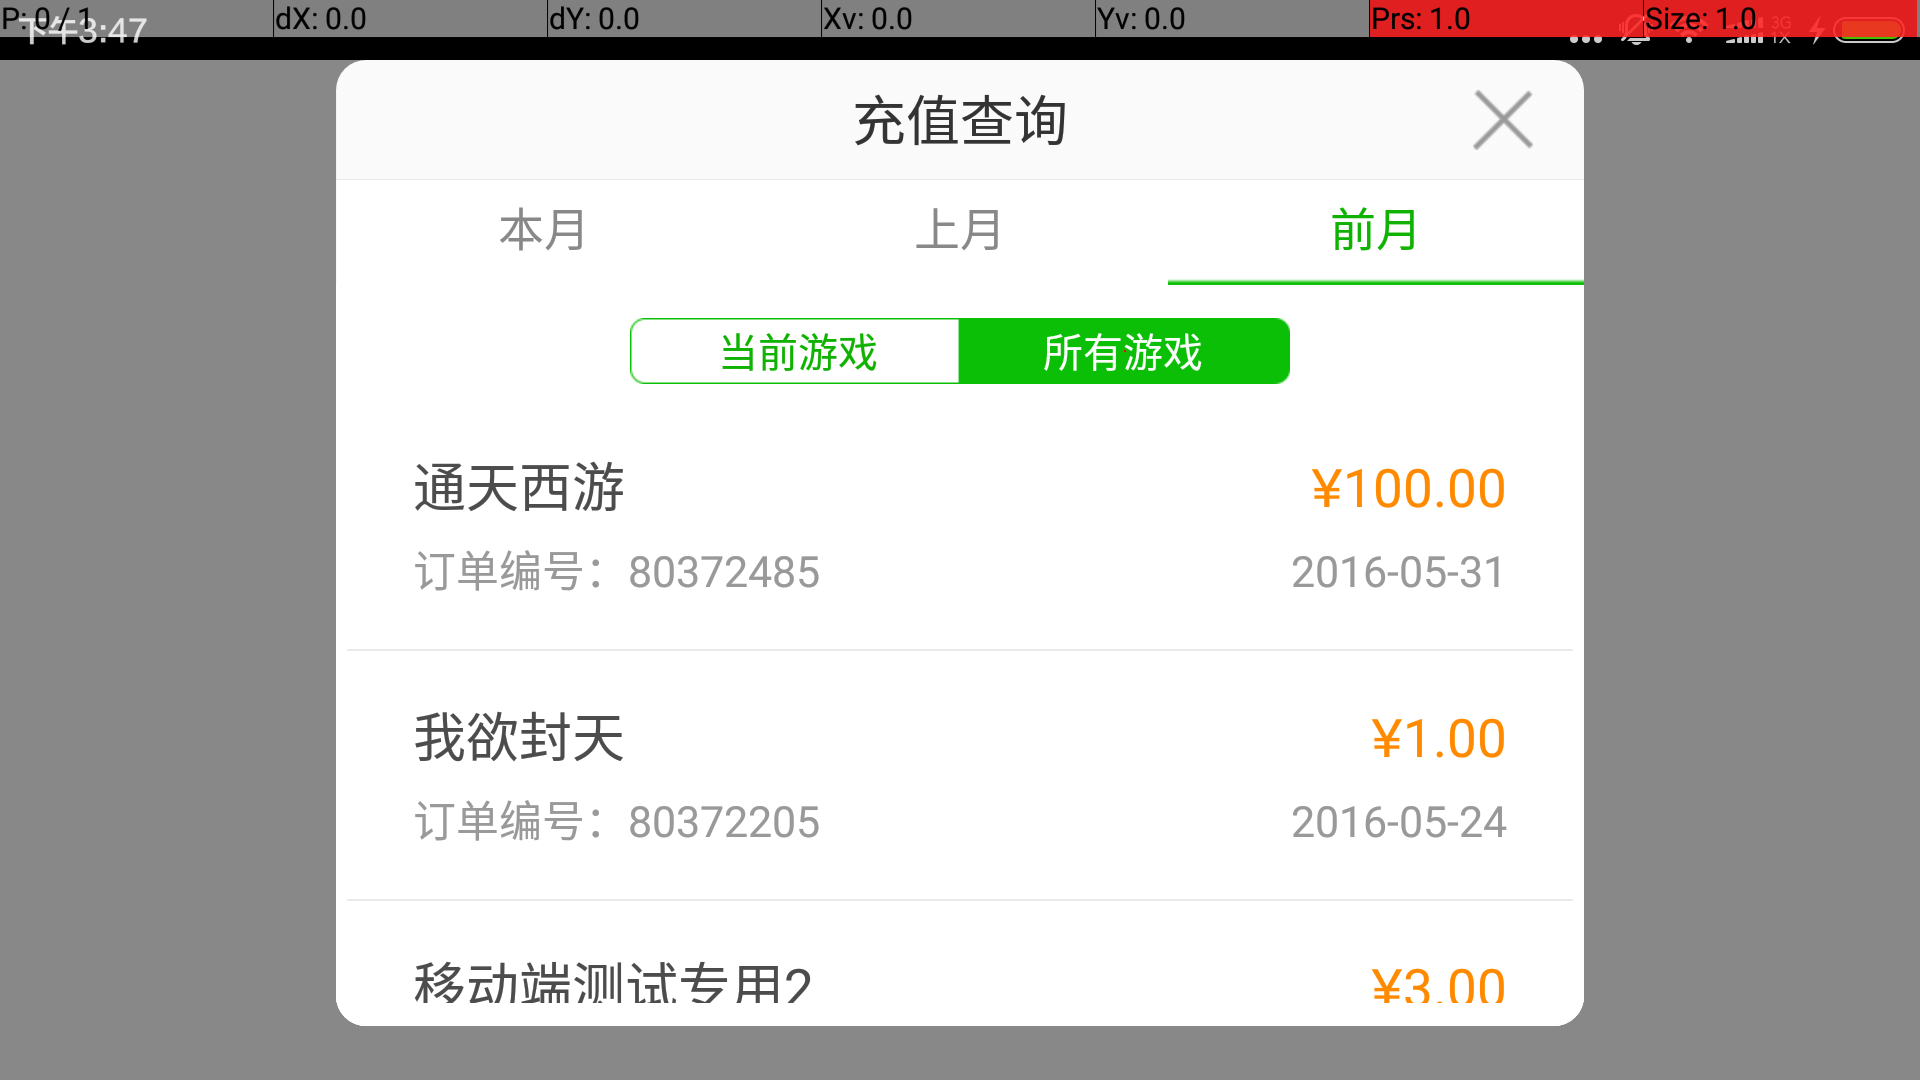 P: 0 / 1 dX: 0.0 dY: 0.0 Xv: 0.0 Yv: 0.0 Prs: 1.0 Size: 1.0
下午3:47 3G 1X
充值查询
本月 上月 前月
当前游戏 所有游戏
通天西游 ¥100.00
订单编号：80372485 2016-05-31
我欲封天 ¥1.00
订单编号：80372205 2016-05-24
移动端测试专用2 ¥3.00